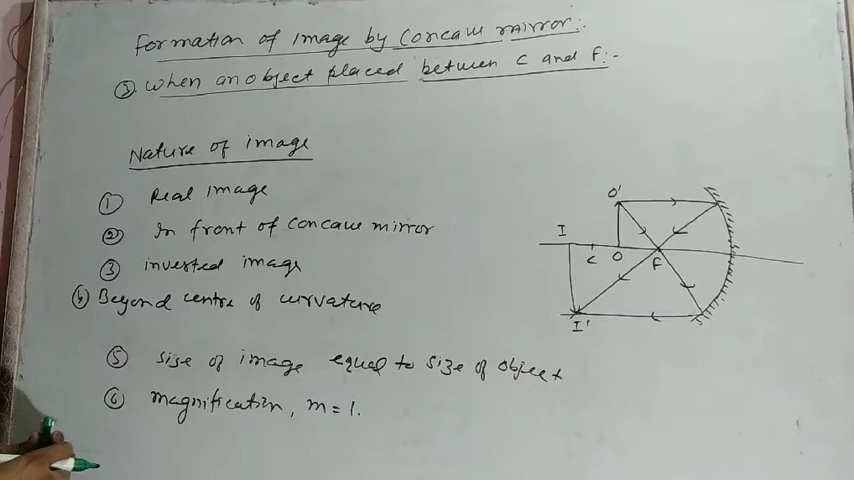 Formation of image by Concave mirror:.
③ When an object placed between C and F:-
Nature of image
① Real image
② In front of concave mirror
③ inverted image
④ Beyond centre of curvature
⑤ size of image equal to size of object
⑥ magnification, m = 1.
O'
I
C O F
I'